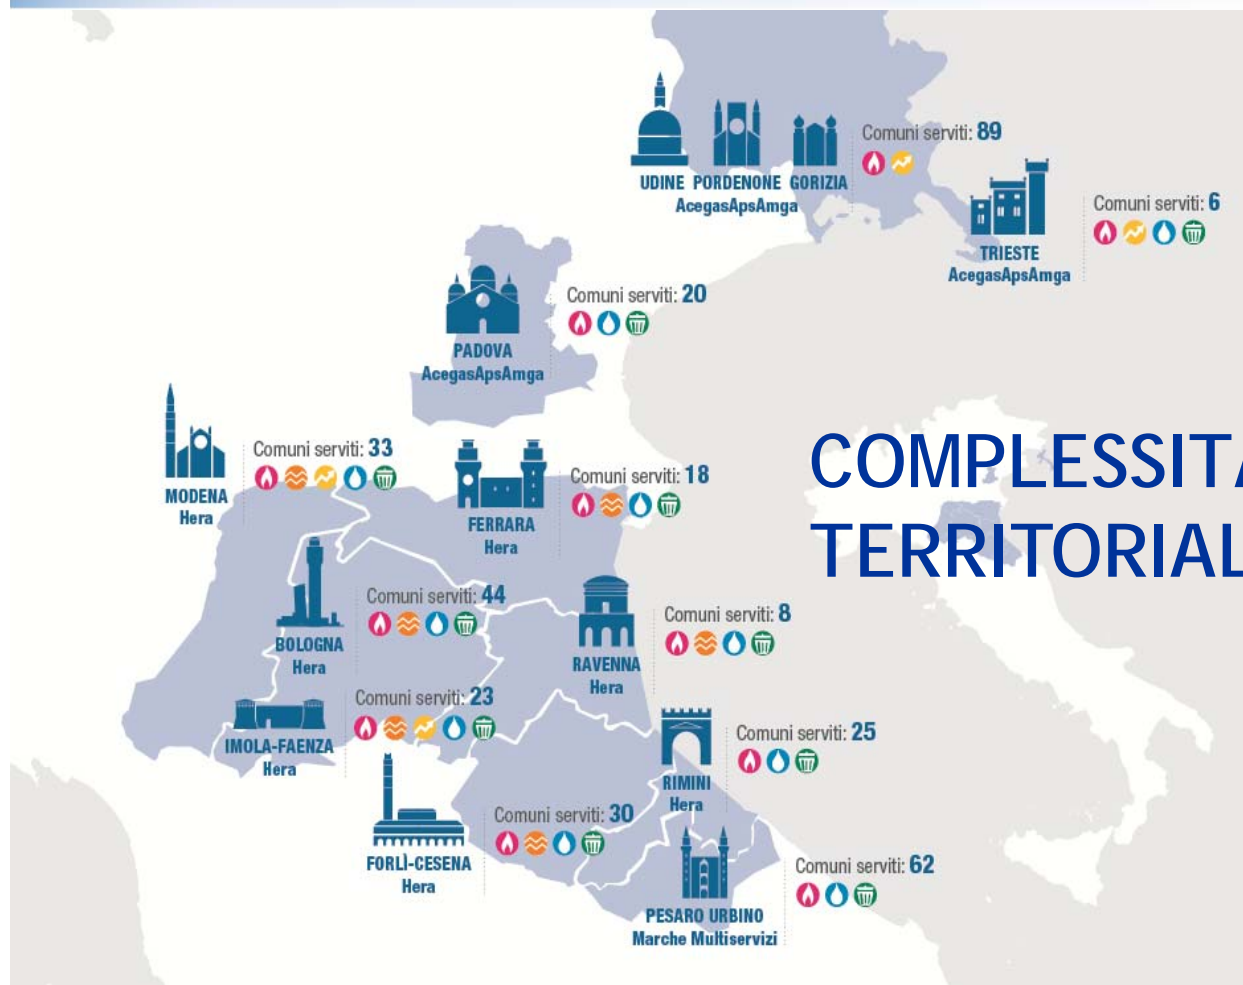 Comuni serviti: 89
UDINE PORDENONE GORIZIA
AcegasApsAmga
Comuni serviti: 6
TRIESTE
AcegasApsAmga
Comuni serviti: 20
PADOVA
AcegasApsAmga
Comuni serviti: 33
MODENA
Hera
Comuni serviti: 18
FERRARA
Hera
COMPLESSITA
TERRITORIAL
Comuni serviti: 44
BOLOGNA
Hera
Comuni serviti: 8
RAVENNA
Hera
Comuni serviti: 23
IMOLA-FAENZA
Hera
Comuni serviti: 25
RIMINI
Hera
Comuni serviti: 30
FORLÌ-CESENA
Hera
Comuni serviti: 62
PESARO URBINO
Marche Multiservizi